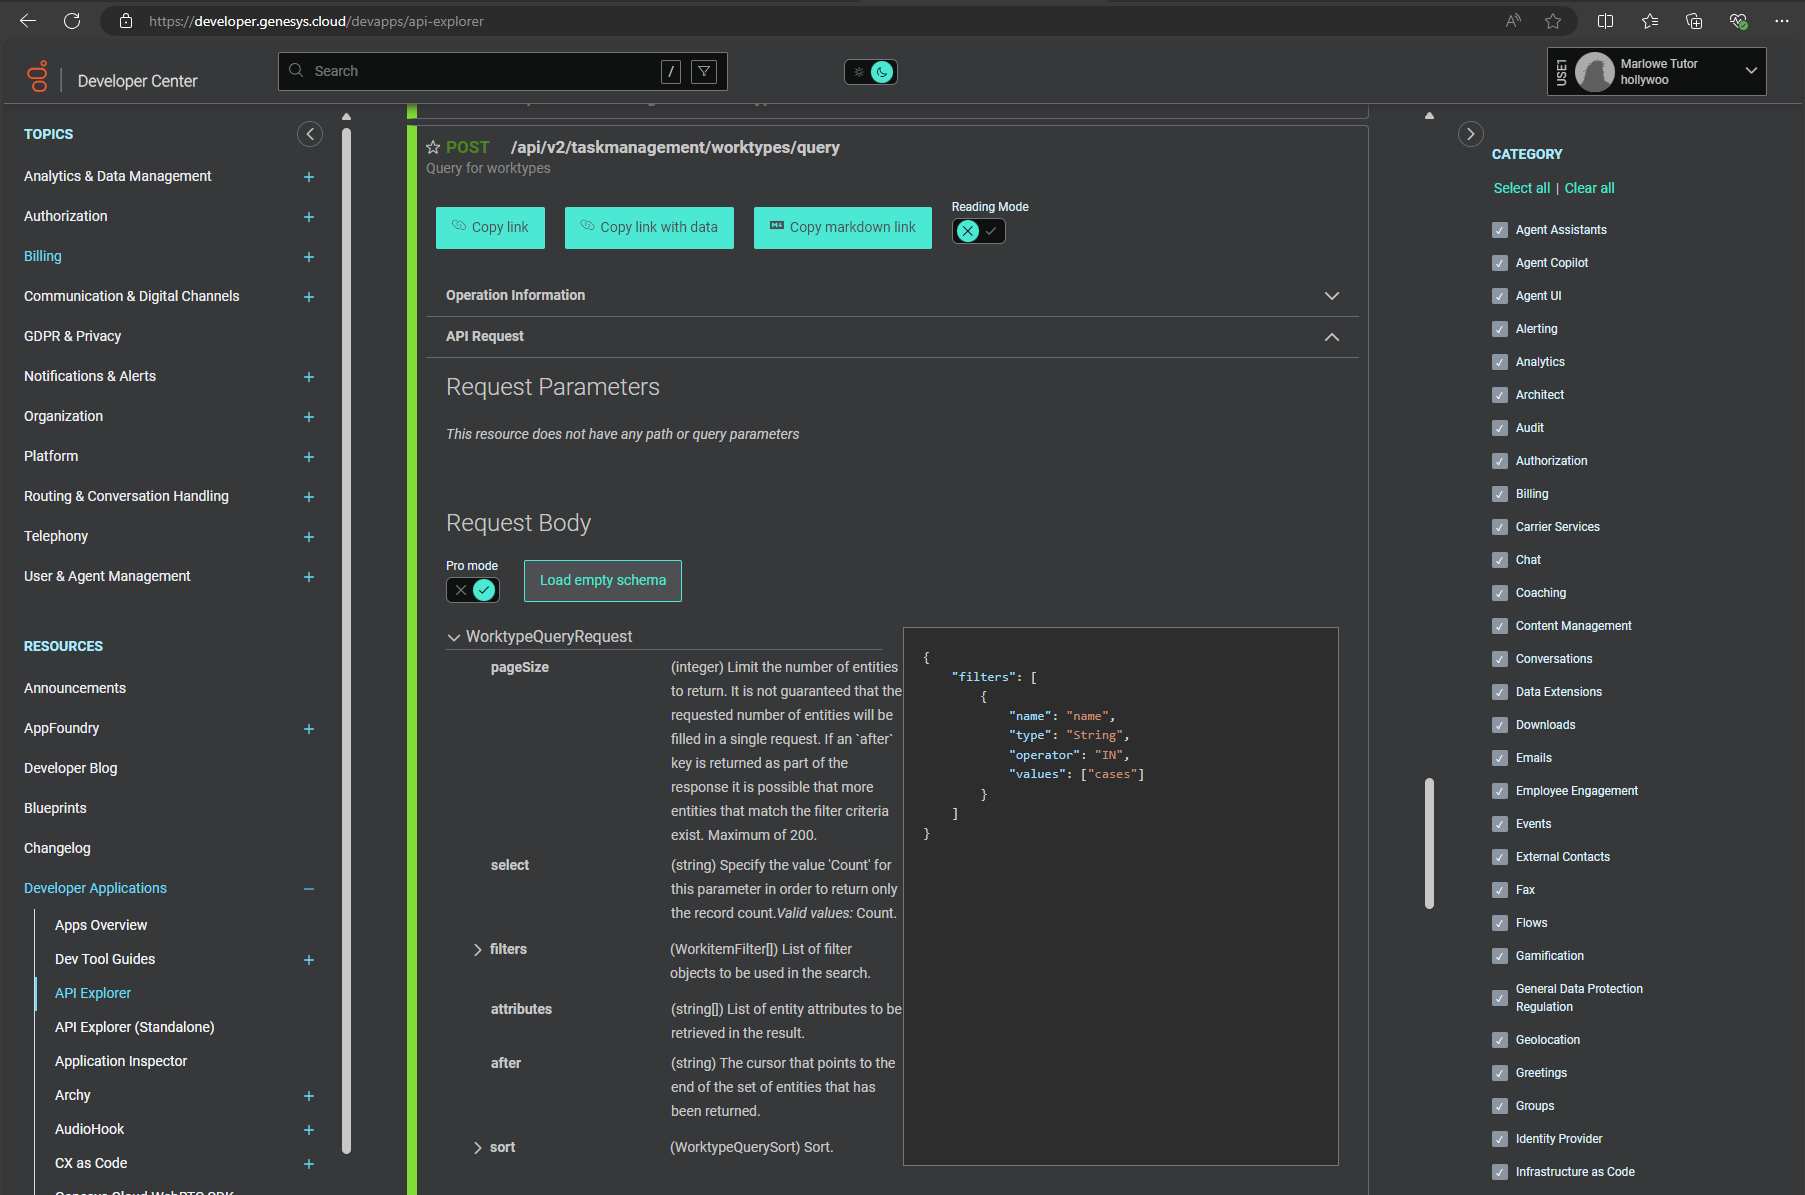 https://developer.genesys.cloud/devapps/api-explorer
Developer Center
Search
/
USE1
Marlowe Tutor
hollywoo
TOPICS
Analytics & Data Management
Authorization
Billing
Communication & Digital Channels
GDPR & Privacy
Notifications & Alerts
Organization
Platform
Routing & Conversation Handling
Telephony
User & Agent Management
RESOURCES
Announcements
AppFoundry
Developer Blog
Blueprints
Changelog
Developer Applications
Apps Overview
Dev Tool Guides
API Explorer
API Explorer (Standalone)
Application Inspector
Archy
AudioHook
CX as Code
POST /api/v2/taskmanagement/worktypes/query
Query for worktypes
Copy link
Copy link with data
Copy markdown link
Reading Mode
Operation Information
API Request
Request Parameters
This resource does not have any path or query parameters
Request Body
Pro mode
Load empty schema
WorktypeQueryRequest
pageSize
(integer) Limit the number of entities
to return. It is not guaranteed that the
requested number of entities will be
filled in a single request. If an `after`
key is returned as part of the
response it is possible that more
entities that match the filter criteria
exist. Maximum of 200.
select
(string) Specify the value 'Count' for
this parameter in order to return only
the record count.Valid values: Count.
filters
(WorkitemFilter[]) List of filter
objects to be used in the search.
attributes
(string[]) List of entity attributes to be
retrieved in the result.
after
(string) The cursor that points to the
end of the set of entities that has
been returned.
sort
(WorktypeQuerySort) Sort.
{
"filters": [
{
"name": "name",
"type": "String",
"operator": "IN",
"values": ["cases"]
}
]
}
CATEGORY
Select all | Clear all
Agent Assistants
Agent Copilot
Agent UI
Alerting
Analytics
Architect
Audit
Authorization
Billing
Carrier Services
Chat
Coaching
Content Management
Conversations
Data Extensions
Downloads
Emails
Employee Engagement
Events
External Contacts
Fax
Flows
Gamification
General Data Protection
Regulation
Geolocation
Greetings
Groups
Identity Provider
Infrastructure as Code